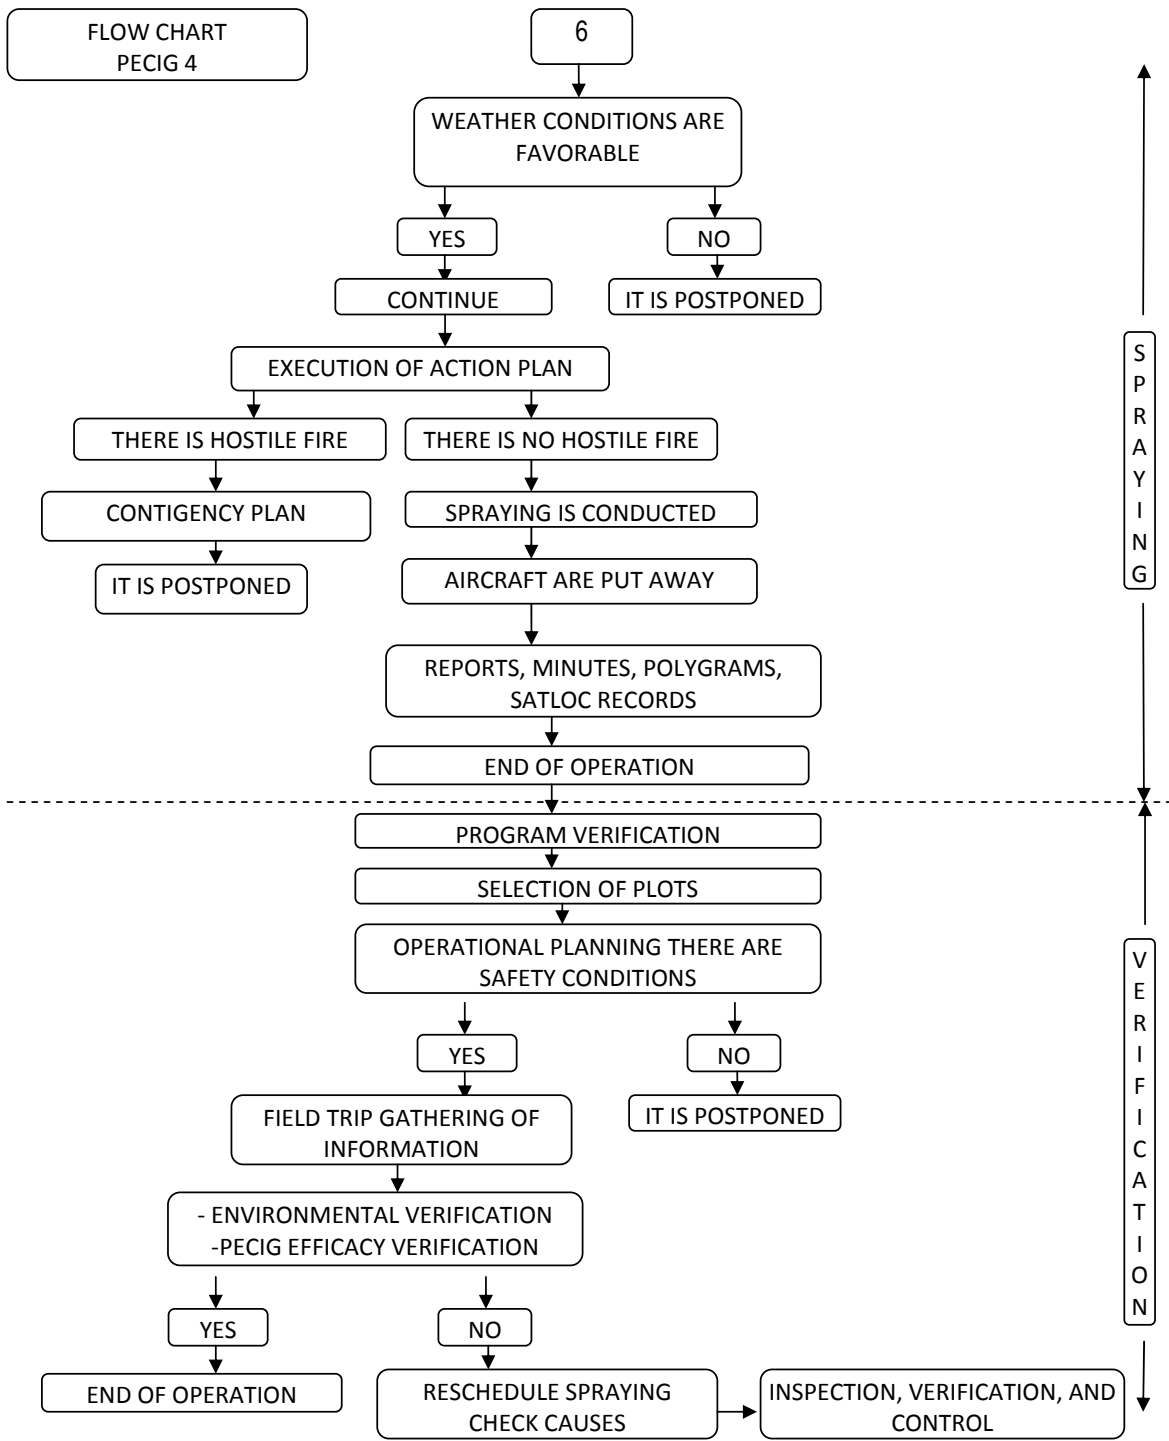 FLOW CHART
PECIG 4
6
WEATHER CONDITIONS ARE
FAVORABLE
YES
NO
CONTINUE
IT IS POSTPONED
EXECUTION OF ACTION PLAN
THERE IS HOSTILE FIRE
THERE IS NO HOSTILE FIRE
CONTIGENCY PLAN
SPRAYING IS CONDUCTED
IT IS POSTPONED
AIRCRAFT ARE PUT AWAY
REPORTS, MINUTES, POLYGRAMS,
SATLOC RECORDS
END OF OPERATION
SPRAYING
PROGRAM VERIFICATION
SELECTION OF PLOTS
OPERATIONAL PLANNING THERE ARE
SAFETY CONDITIONS
YES
NO
FIELD TRIP GATHERING OF
INFORMATION
IT IS POSTPONED
- ENVIRONMENTAL VERIFICATION
-PECIG EFFICACY VERIFICATION
YES
NO
END OF OPERATION
RESCHEDULE SPRAYING
CHECK CAUSES
INSPECTION, VERIFICATION, AND
CONTROL
VERIFICATION